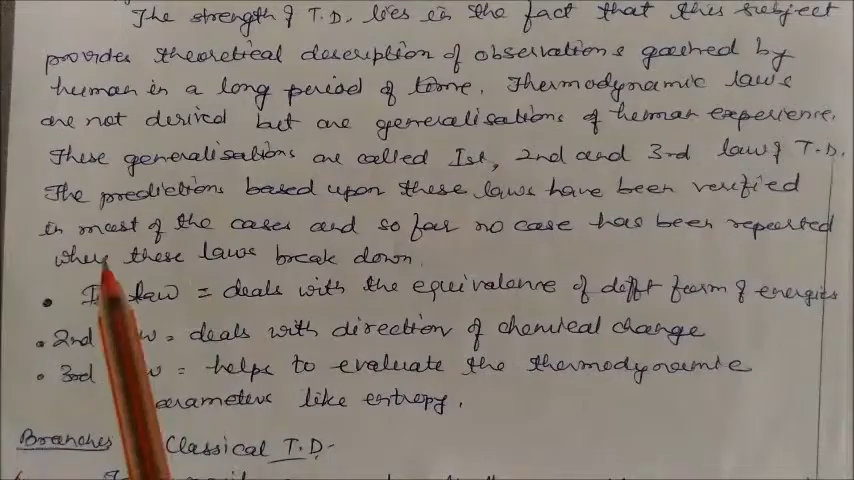 The strength of T.D. lies in the fact that this subject
provides theoretical description of observations gathered by
human in a long period of time. Thermodynamic laws
are not derived but are generalisations of human experience.
These generalisations are called Ist, 2nd and 3rd law of T.D.
The predictions based upon these laws have been verified
in most of the cases and so far no case has been reported
where these laws break down.
• I law = deals with the equivalence of defft form of energies
• 2nd = deals with direction of chemical change
• 3rd = helps to evaluate the thermodynamic
like entropy.
Branches Classical T.D-